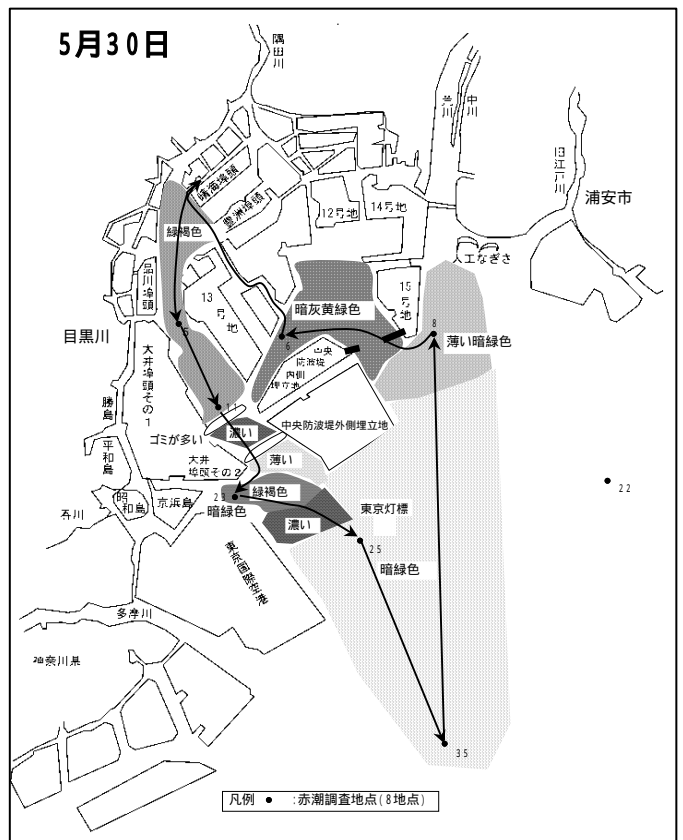 5月30日
隅田川
荒川
中川
旧江戸川
浦安市
晴海埠頭
豊洲埠頭
12号地
14号地
人工なぎさ
緑褐色
品川埠頭
13号地
15号地
暗灰黄緑色
8
薄い暗緑色
5
6
目黒川
中央防波堤内側埋立地
大井埠頭その1
勝島
11
中央防波堤外側埋立地
ゴミが多い
濃い
平和島
大井埠頭その2
薄い
22
昭和島
京浜島
23
緑褐色
暗緑色
濃い
東京灯標
呑川
25
暗緑色
東京国際空港
多摩川
神奈川県
35
凡例 ● :赤潮調査地点(8地点)